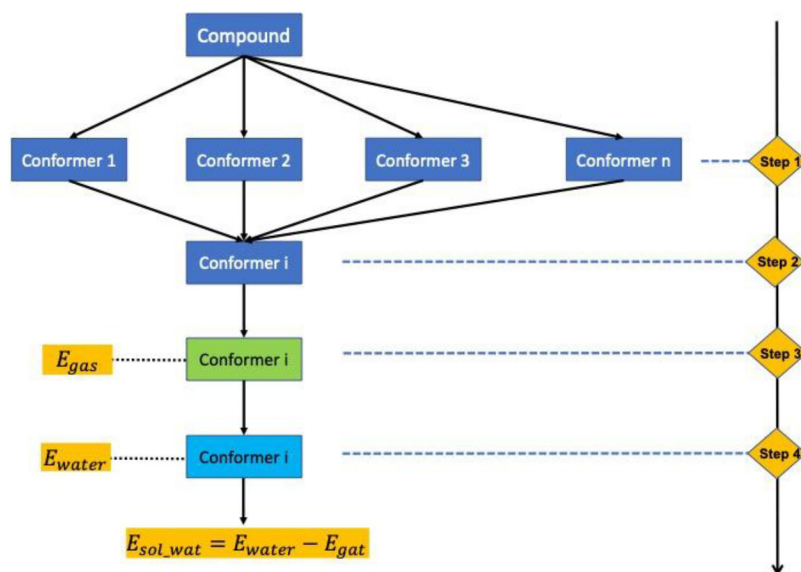 Compound
Conformer 1 Conformer 2 Conformer 3 Conformer n Step 1
Conformer i Step 2
E_gas Conformer i Step 3
E_water Conformer i Step 4
E_sol_wat = E_water − E_gat